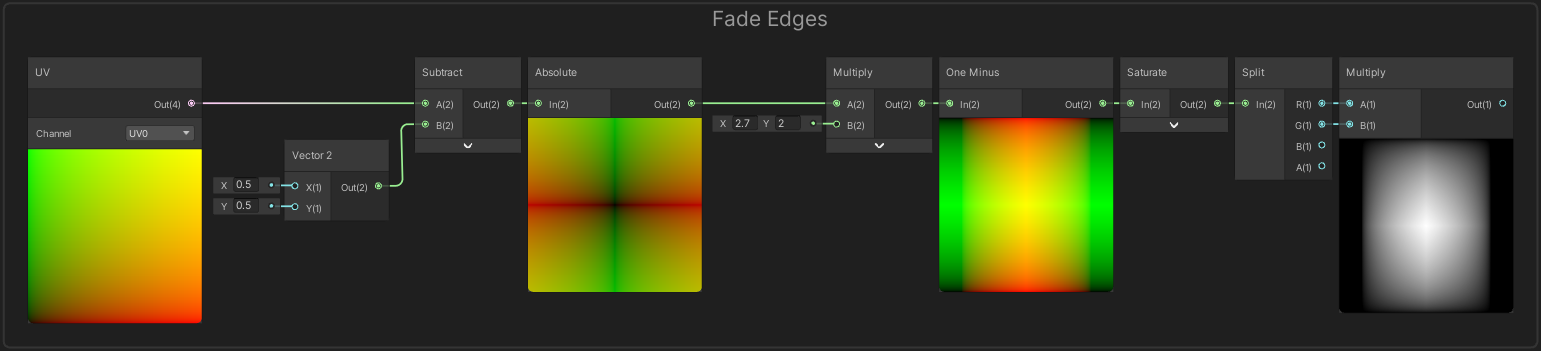 Fade Edges
UV
Out(4)
Channel
UV0
Vector 2
X 0.5
Y 0.5
X(1)
Y(1)
Out(2)
Subtract
A(2)
B(2)
Out(2)
Absolute
In(2)
Out(2)
X 2.7 Y 2
Multiply
A(2)
B(2)
Out(2)
One Minus
In(2)
Out(2)
Saturate
In(2)
Out(2)
Split
In(2)
R(1)
G(1)
B(1)
A(1)
Multiply
A(1)
B(1)
Out(1)